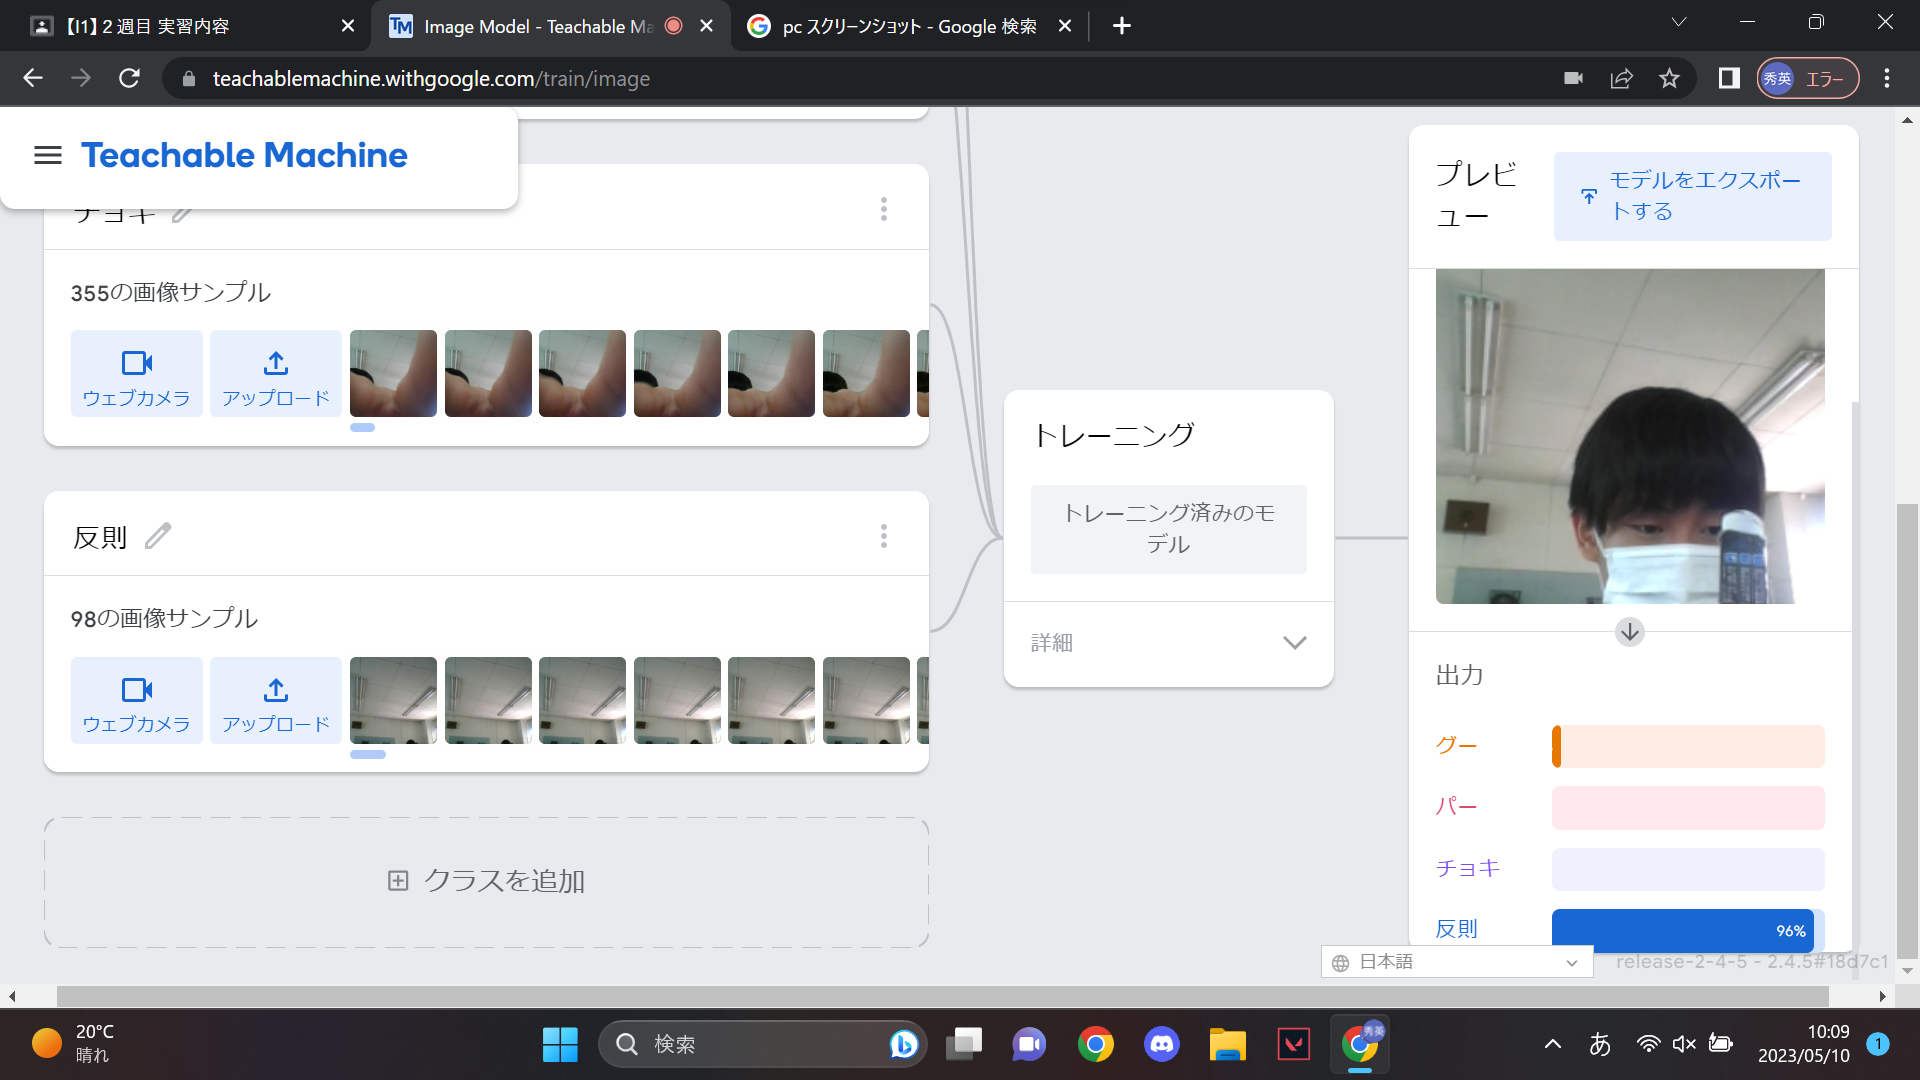 【I1】２週目 実習内容
Image Model - Teachable Ma
pc スクリーンショット - Google 検索
teachablemachine.withgoogle.com/train/image
秀英 エラー
Teachable Machine
チョキ
355の画像サンプル
ウェブカメラ
アップロード
反則
98の画像サンプル
ウェブカメラ
アップロード
クラスを追加
トレーニング
トレーニング済みのモ
デル
詳細
プレビ
ュー
モデルをエクスポー
トする
出力
グー
パー
チョキ
反則
96%
日本語
release-2-4-5 - 2.4.5#18d7c1
20°C
晴れ
検索
秀英
あ
10:09
2023/05/10
1